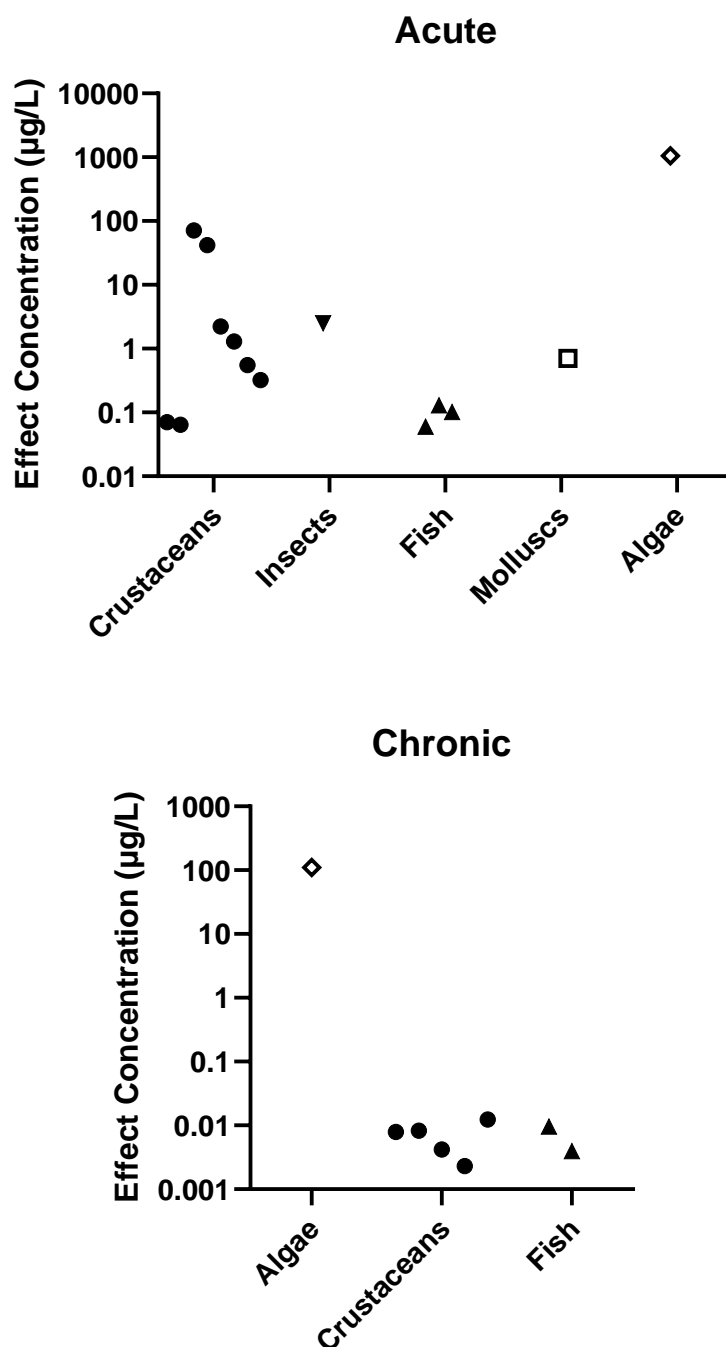 Acute
Effect Concentration (µg/L)
10000
1000
100
10
1
0.1
0.01
Crustaceans
Insects
Fish
Molluscs
Algae
Chronic
Effect Concentration (µg/L)
1000
100
10
1
0.1
0.01
0.001
Algae
Crustaceans
Fish